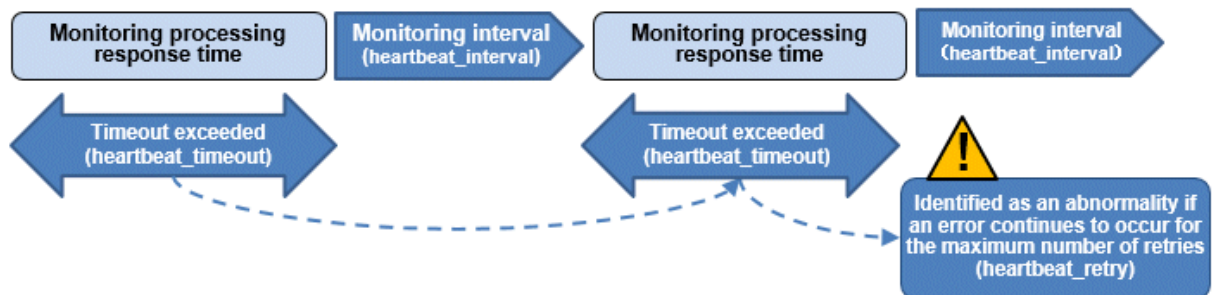 Monitoring processing
response time
Monitoring interval
(heartbeat_interval)
Monitoring processing
response time
Monitoring interval
(heartbeat_interval)
Timeout exceeded
(heartbeat_timeout)
Timeout exceeded
(heartbeat_timeout)
!
Identified as an abnormality if
an error continues to occur for
the maximum number of retries
(heartbeat_retry)